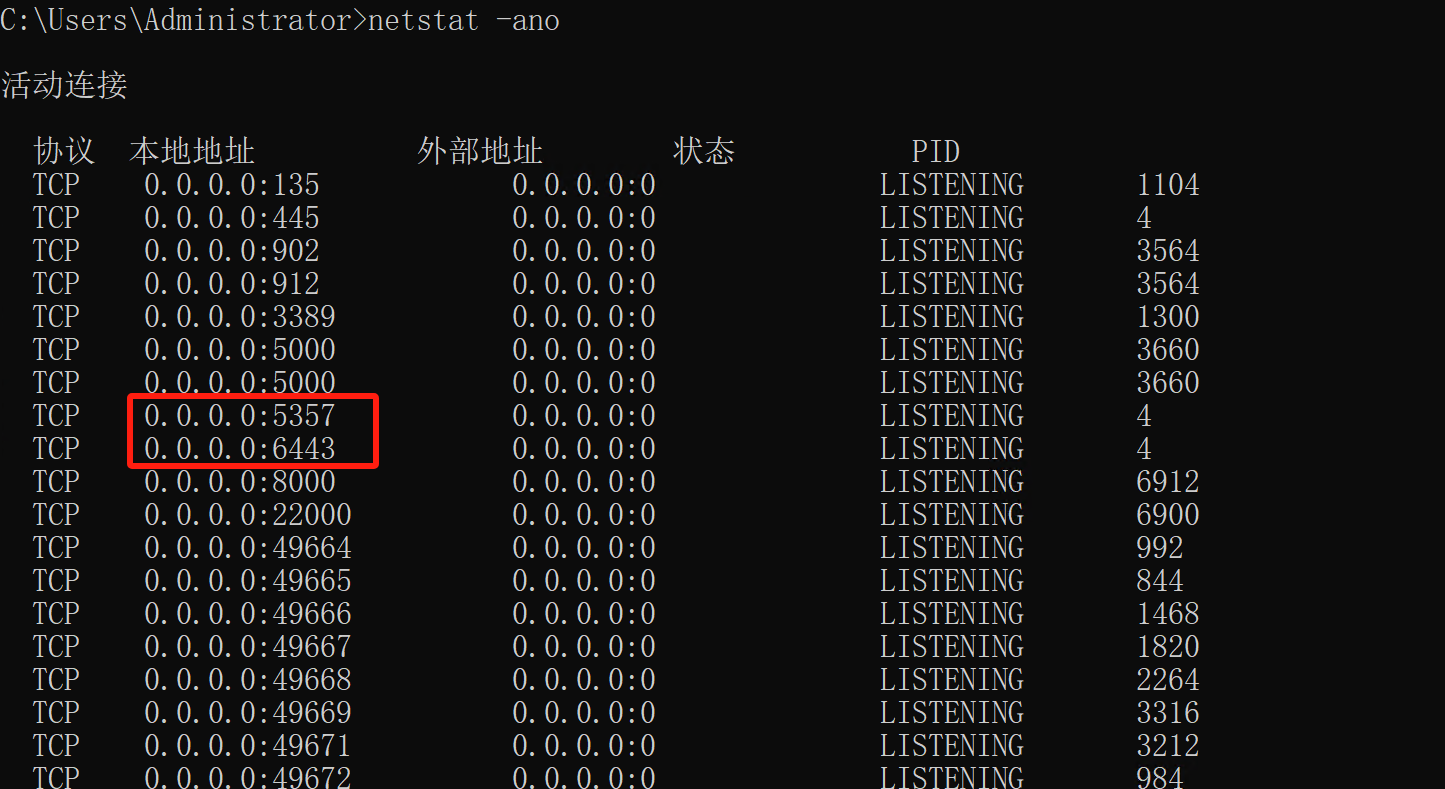 C:\Users\Administrator>netstat -ano
活动连接
协议 本地地址 外部地址 状态 PID
TCP 0.0.0.0:135 0.0.0.0:0 LISTENING 1104
TCP 0.0.0.0:445 0.0.0.0:0 LISTENING 4
TCP 0.0.0.0:902 0.0.0.0:0 LISTENING 3564
TCP 0.0.0.0:912 0.0.0.0:0 LISTENING 3564
TCP 0.0.0.0:3389 0.0.0.0:0 LISTENING 1300
TCP 0.0.0.0:5000 0.0.0.0:0 LISTENING 3660
TCP 0.0.0.0:5000 0.0.0.0:0 LISTENING 3660
TCP 0.0.0.0:5357 0.0.0.0:0 LISTENING 4
TCP 0.0.0.0:6443 0.0.0.0:0 LISTENING 4
TCP 0.0.0.0:8000 0.0.0.0:0 LISTENING 6912
TCP 0.0.0.0:22000 0.0.0.0:0 LISTENING 6900
TCP 0.0.0.0:49664 0.0.0.0:0 LISTENING 992
TCP 0.0.0.0:49665 0.0.0.0:0 LISTENING 844
TCP 0.0.0.0:49666 0.0.0.0:0 LISTENING 1468
TCP 0.0.0.0:49667 0.0.0.0:0 LISTENING 1820
TCP 0.0.0.0:49668 0.0.0.0:0 LISTENING 2264
TCP 0.0.0.0:49669 0.0.0.0:0 LISTENING 3316
TCP 0.0.0.0:49671 0.0.0.0:0 LISTENING 3212
TCP 0.0.0.0:49672 0.0.0.0:0 LISTENING 984